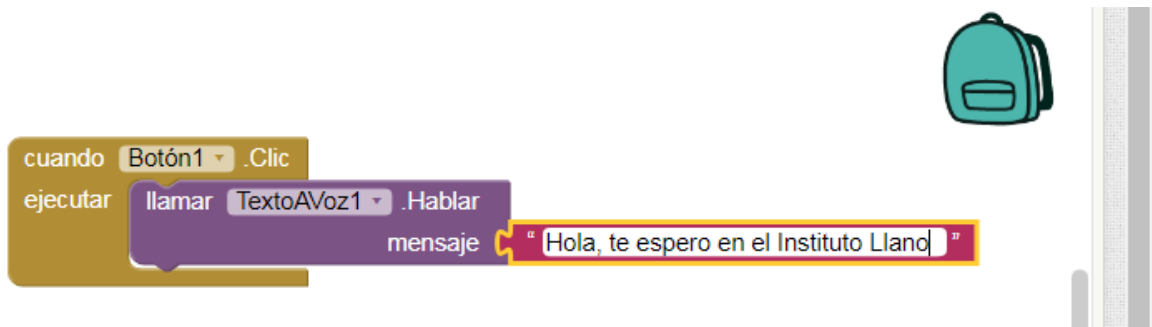 cuando Botón1 .Clic
ejecutar llamar TextoAVoz1 .Hablar
mensaje " Hola, te espero en el Instituto Llano "